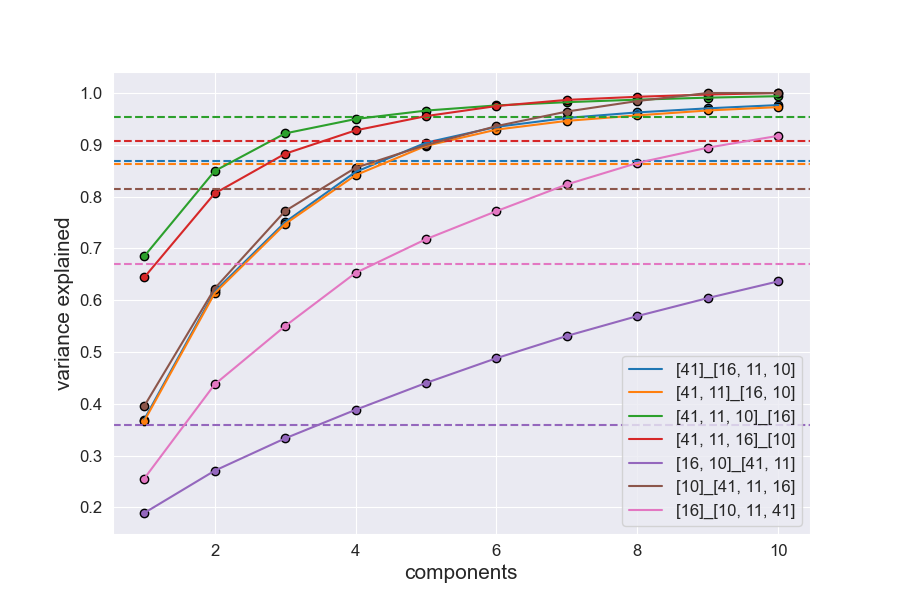 1.0
0.9
0.8
0.7
0.6
0.5
0.4
0.3
0.2
variance explained
2
4
6
8
10
components
[41]_[16, 11, 10]
[41, 11]_[16, 10]
[41, 11, 10]_[16]
[41, 11, 16]_[10]
[16, 10]_[41, 11]
[10]_[41, 11, 16]
[16]_[10, 11, 41]